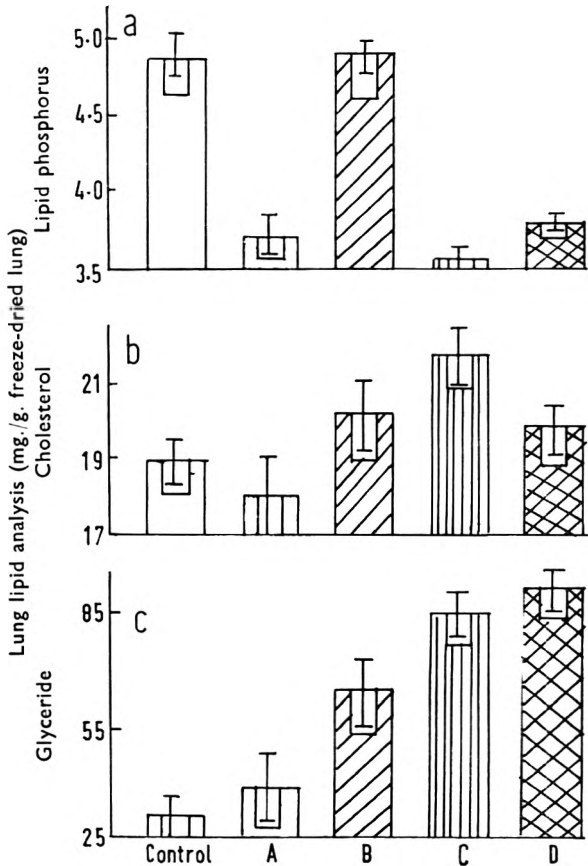 a
5·0
4·5
4·0
3·5
Lipid phosphorus
b
21
19
17
Cholesterol
Lung lipid analysis (mg./g. freeze-dried lung)
c
85
55
25
Glyceride
Control A B C D